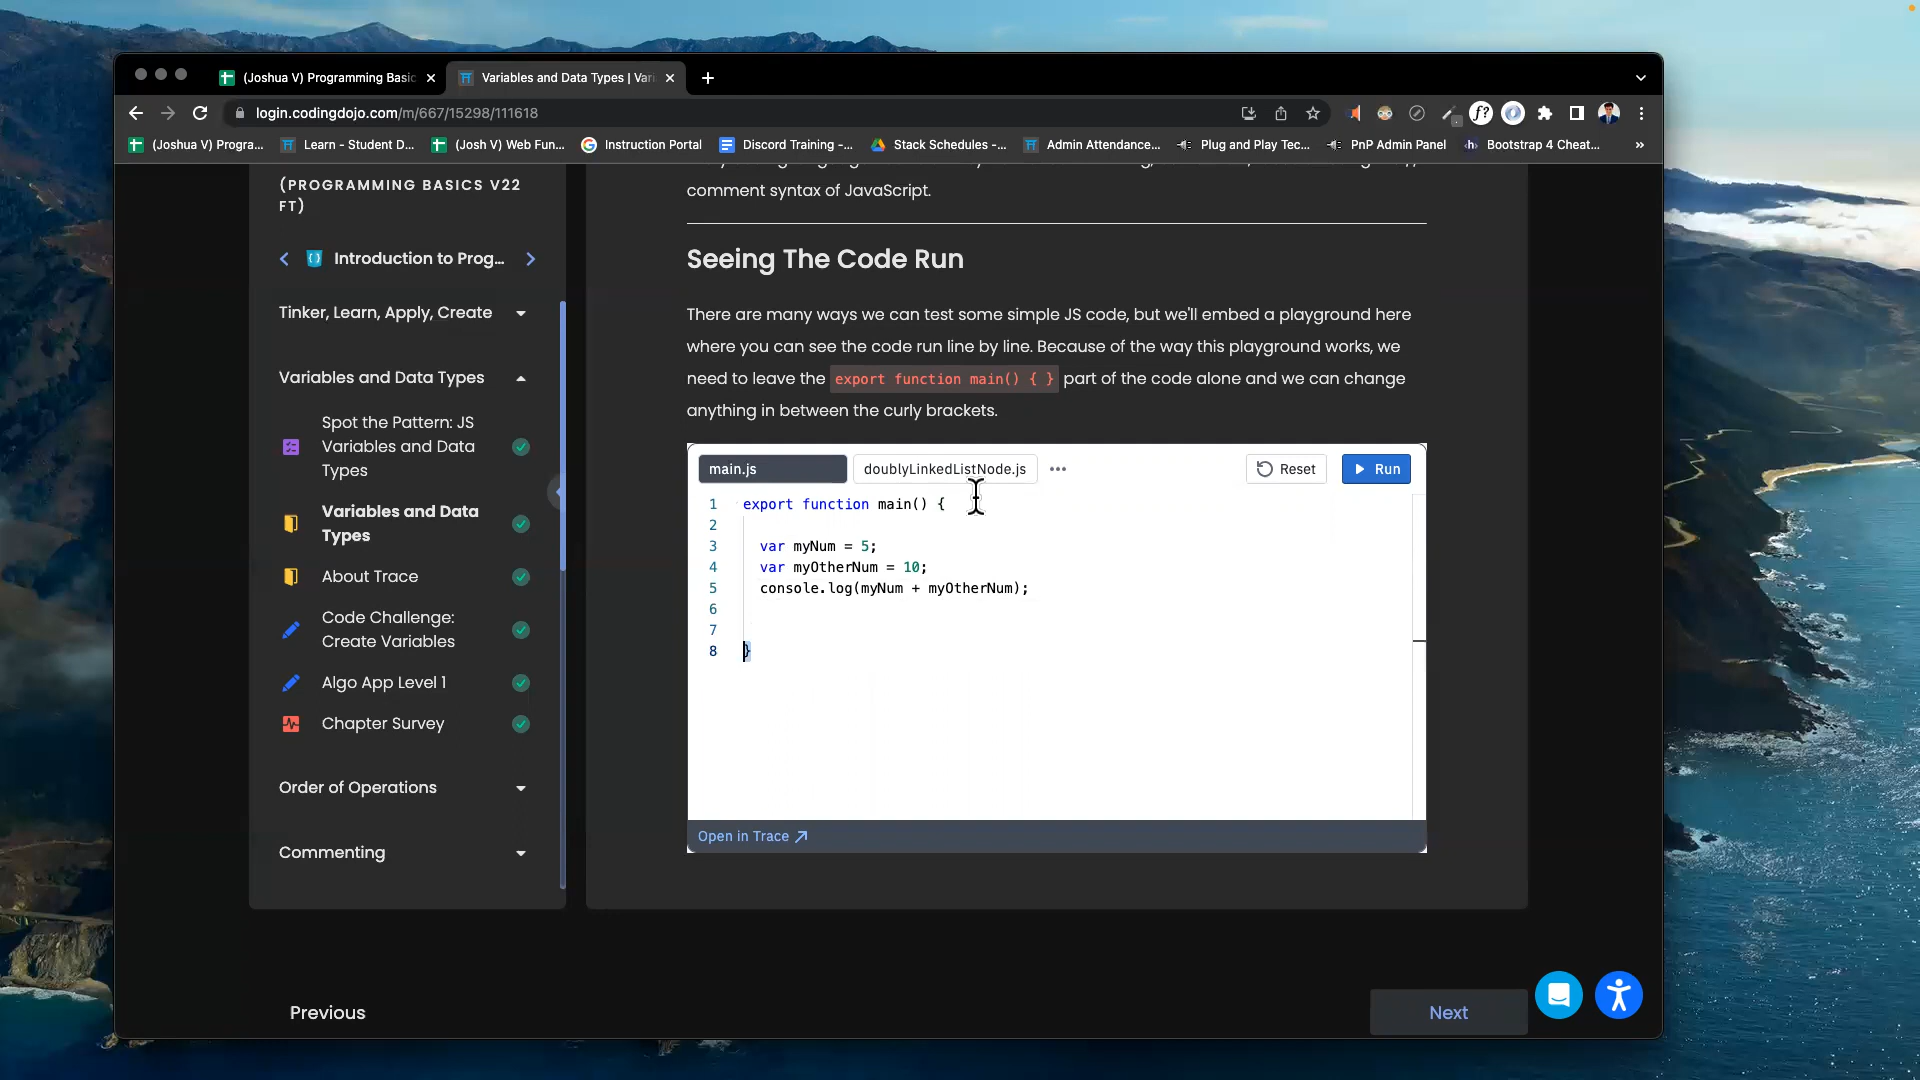 (Joshua V) Programming Basic
Variables and Data Types | Vari
login.codingdojo.com/m/667/15298/111618
f?
(Joshua V) Progra...
Learn - Student D...
(Josh V) Web Fun...
Instruction Portal
Discord Training -...
Stack Schedules -...
Admin Attendance...
Plug and Play Tec...
PnP Admin Panel
Bootstrap 4 Cheat...
»
(PROGRAMMING BASICS V22
FT)
Introduction to Prog...
Tinker, Learn, Apply, Create
Variables and Data Types
Spot the Pattern: JS
Variables and Data
Types
Variables and Data
Types
About Trace
Code Challenge:
Create Variables
Algo App Level 1
Chapter Survey
Order of Operations
Commenting
comment syntax of JavaScript.
Seeing The Code Run
There are many ways we can test some simple JS code, but we'll embed a playground here
where you can see the code run line by line. Because of the way this playground works, we
need to leave the export function main() { } part of the code alone and we can change
anything in between the curly brackets.
main.js
doublyLinkedListNode.js
Reset
Run
1 export function main() {
2
3 var myNum = 5;
4 var myOtherNum = 10;
5 console.log(myNum + myOtherNum);
6
7
8 }
Open in Trace
Previous
Next